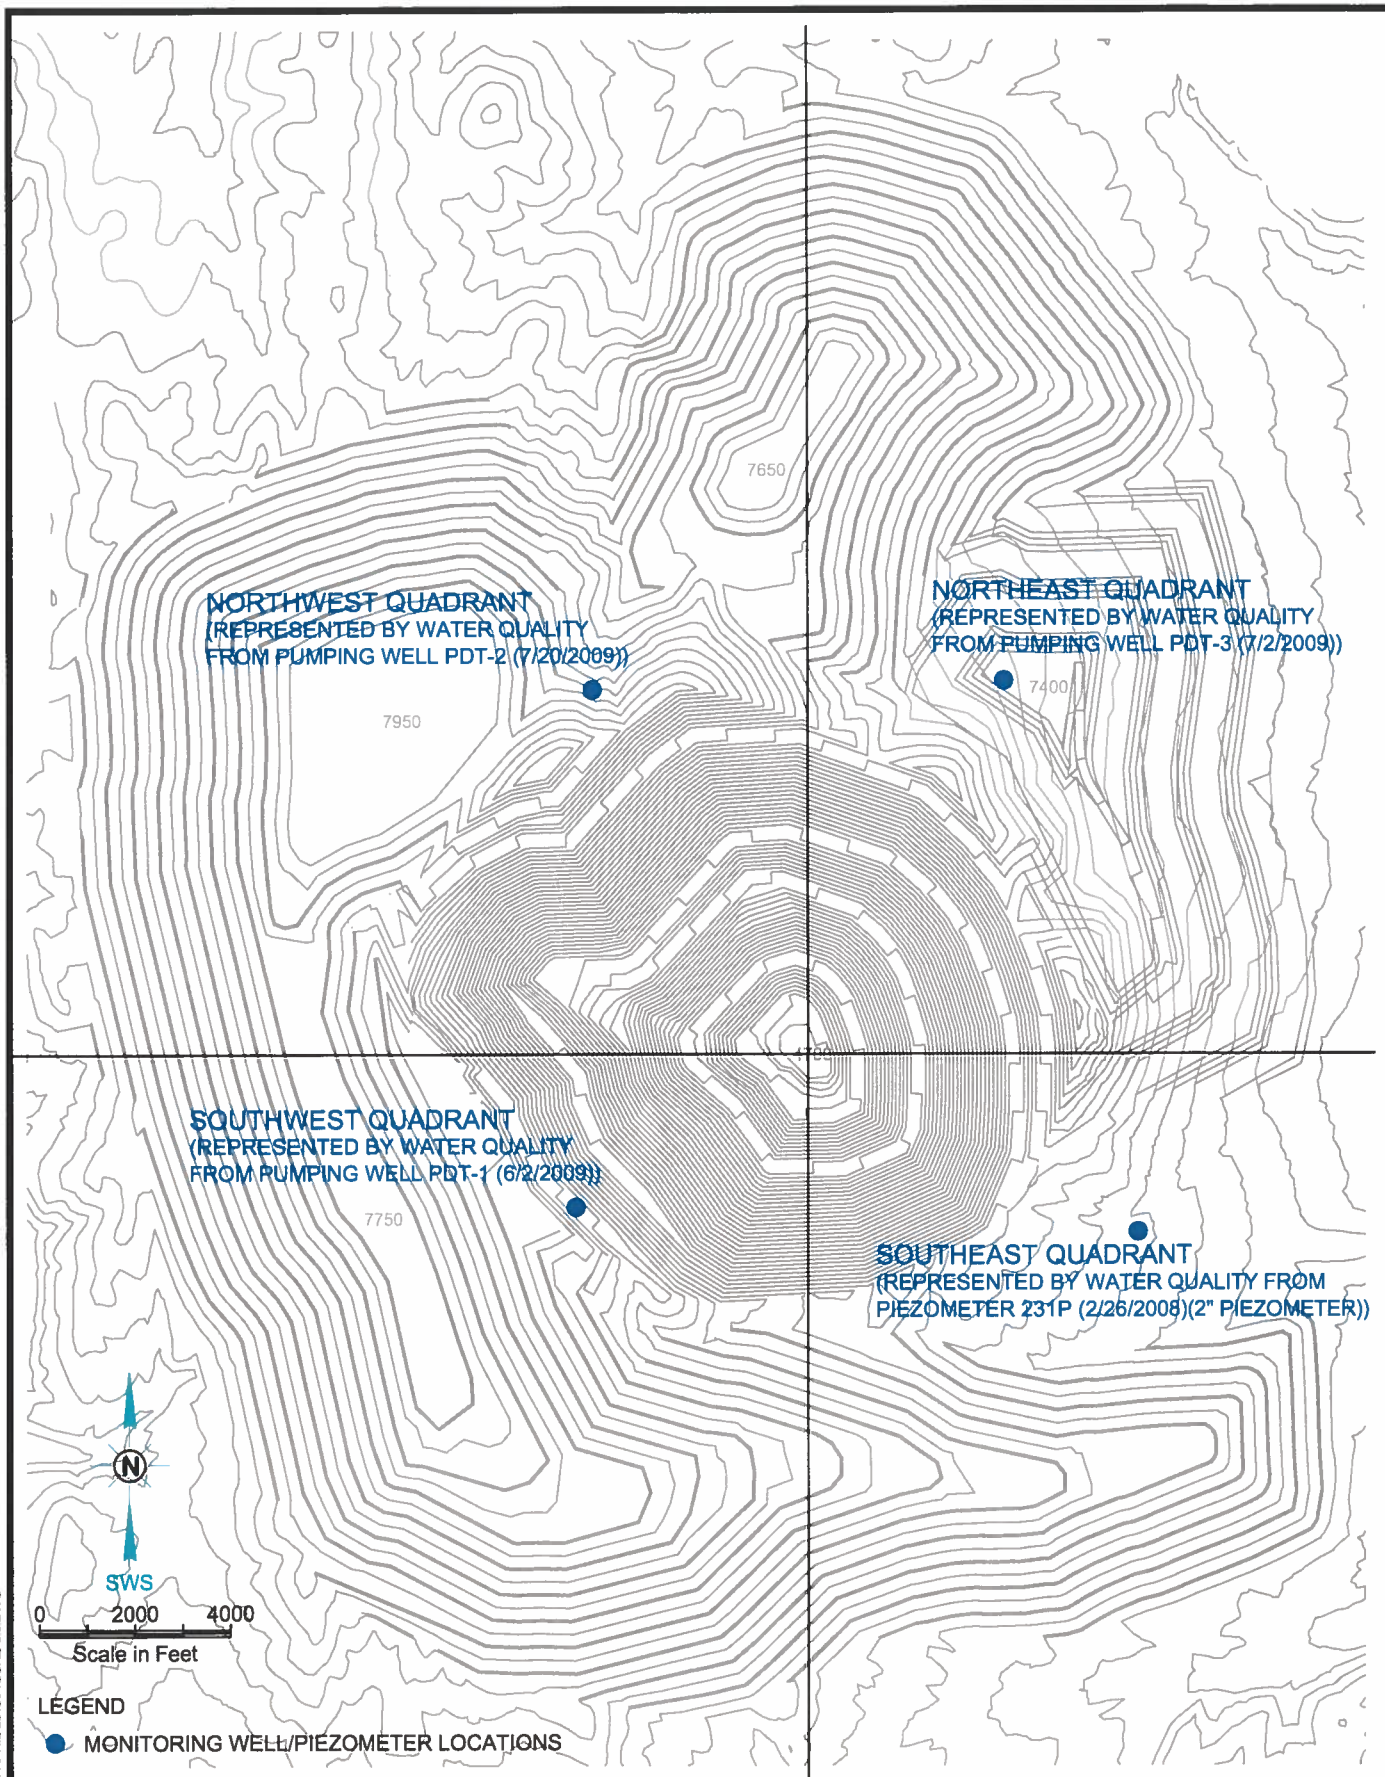 7650
NORTHWEST QUADRANT
(REPRESENTED BY WATER QUALITY
FROM PUMPING WELL PDT-2 (7/20/2009))
NORTHEAST QUADRANT
(REPRESENTED BY WATER QUALITY
FROM PUMPING WELL PDT-3 (7/2/2009))
7400
7950
SOUTHWEST QUADRANT
(REPRESENTED BY WATER QUALITY
FROM PUMPING WELL PDT-1 (6/2/2009))
7750
SOUTHEAST QUADRANT
(REPRESENTED BY WATER QUALITY FROM
PIEZOMETER 231P (2/26/2008)(2" PIEZOMETER))
N
SWS
0 2000 4000
Scale in Feet
LEGEND
MONITORING WELL/PIEZOMETER LOCATIONS